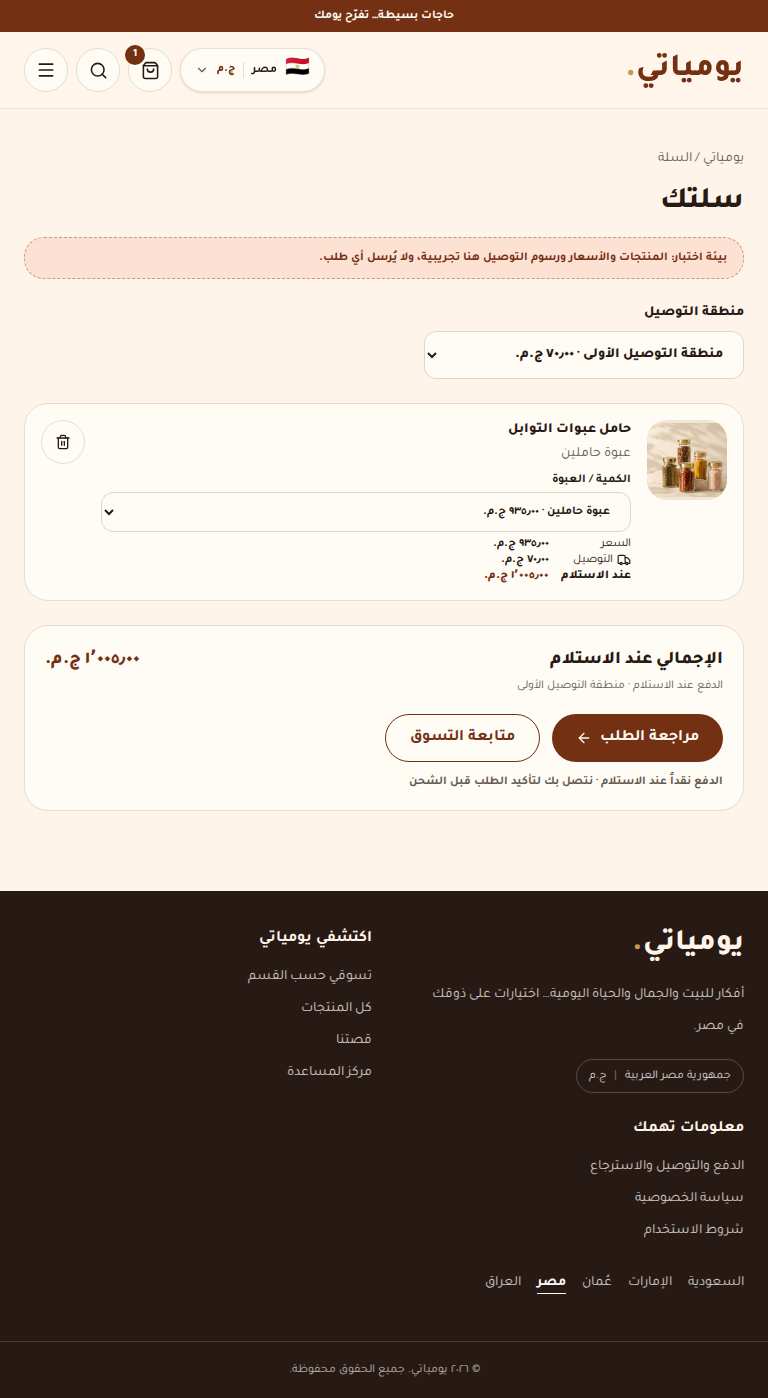 حاجات بسيطة… تفرّح يومك
يومياتي.
مصر | ج.م
1
يومياتي / السلة
سلتك
بيئة اختبار: المنتجات والأسعار ورسوم التوصيل هنا تجريبية، ولا يُرسل أي طلب.
منطقة التوصيل
منطقة التوصيل الأولى · ٧٠٫٠٠ ج.م.
حامل عبوات التوابل
عبوة حاملين
الكمية / العبوة
عبوة حاملين · ٩٣٥٫٠٠ ج.م.
السعر ٩٣٥٫٠٠ ج.م.
التوصيل ٧٠٫٠٠ ج.م.
عند الاستلام ١٬٠٠٥٫٠٠ ج.م.
الإجمالي عند الاستلام ١٬٠٠٥٫٠٠ ج.م.
الدفع عند الاستلام · منطقة التوصيل الأولى
مراجعة الطلب
متابعة التسوق
الدفع نقداً عند الاستلام · نتصل بك لتأكيد الطلب قبل الشحن
يومياتي.
أفكار للبيت والجمال والحياة اليومية… اختيارات على ذوقك
في مصر.
جمهورية مصر العربية | ج.م
اكتشفي يومياتي
تسوقي حسب القسم
كل المنتجات
قصتنا
مركز المساعدة
معلومات تهمك
الدفع والتوصيل والاسترجاع
سياسة الخصوصية
شروط الاستخدام
السعودية الإمارات عُمان مصر العراق
© ٢٠٢٦ يومياتي. جميع الحقوق محفوظة.